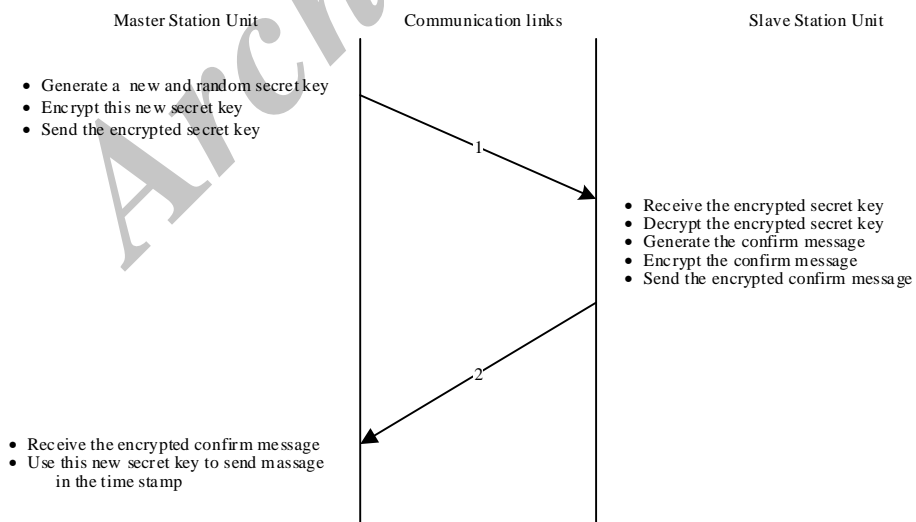 Master Station Unit
Communication links
Slave Station Unit
• Generate a new and random secret key
• Encrypt this new secret key
• Send the encrypted secret key
1
• Receive the encrypted secret key
• Decrypt the encrypted secret key
• Generate the confirm message
• Encrypt the confirm message
• Send the encrypted confirm message
2
• Receive the encrypted confirm message
• Use this new secret key to send massage
in the time stamp